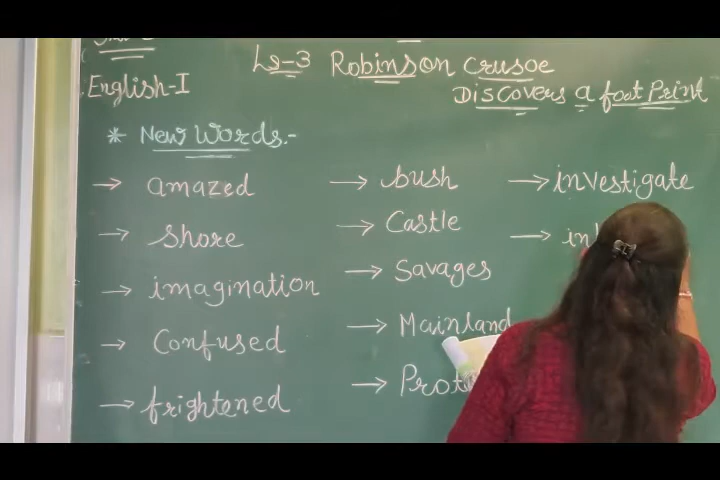 Ls-3 Robinson Crusoe
English-I
Discovers a foot Print
* New Words:-
→ amazed
→ bush
→ investigate
→ Shore
→ Castle
→ imagination
→ Savages
→ Confused
→ Mainland
→ frightened